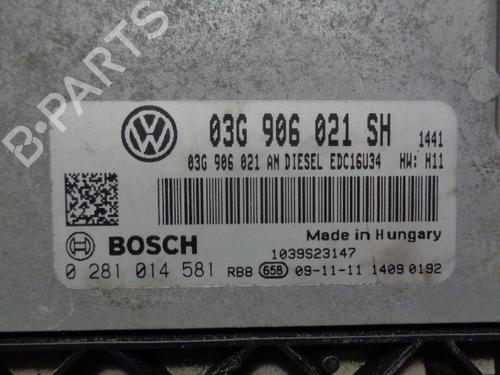 B-PARTS
03G 906 021 SH 1441
03G 906 021 AN DIESEL EDC16U34 HW: H11
Made in Hungary
BOSCH 1039S23147
0 281 014 581 RB8 65B 09-11-11 1409 0192